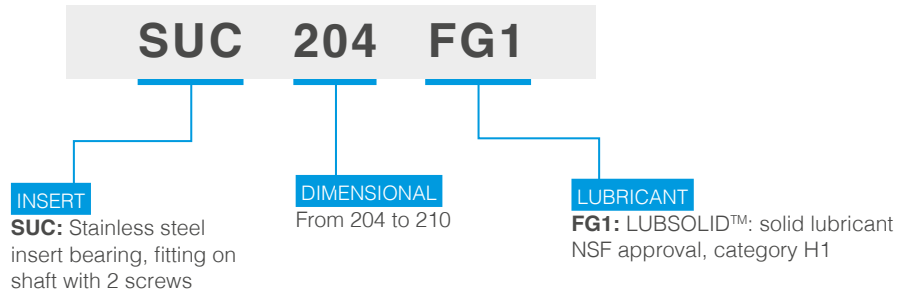 SUC 204 FG1
INSERT
SUC: Stainless steel
insert bearing, fitting on
shaft with 2 screws
DIMENSIONAL
From 204 to 210
LUBRICANT
FG1: LUBSOLID™: solid lubricant
NSF approval, category H1